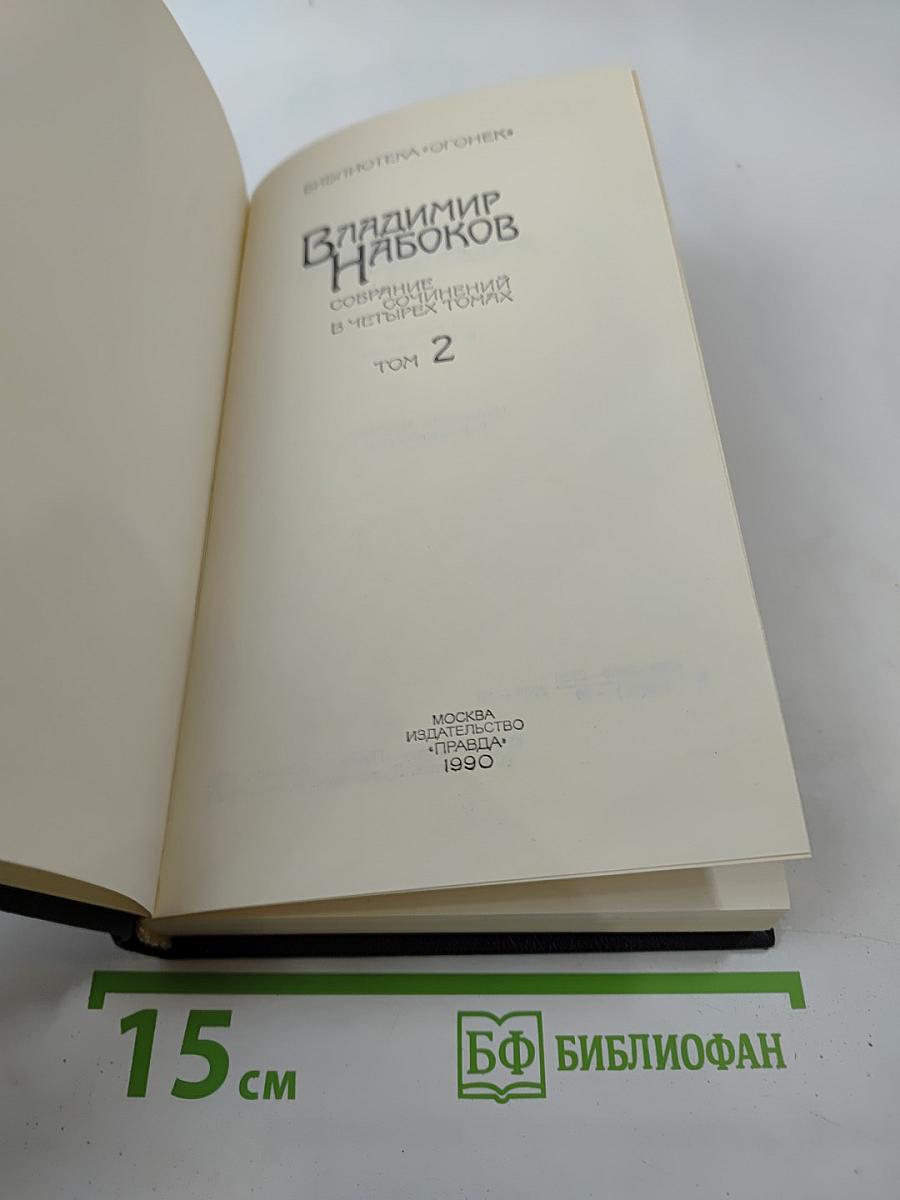 БИБЛИОТЕКА «ОГОНЕК»
ВЛАДИМИР
НАБОКОВ
СОБРАНИЕ
СОЧИНЕНИЙ
В ЧЕТЫРЕХ ТОМАХ
ТОМ 2
МОСКВА
ИЗДАТЕЛЬСТВО
«ПРАВДА»
1990
15 см
БФ БИБЛИОФАН